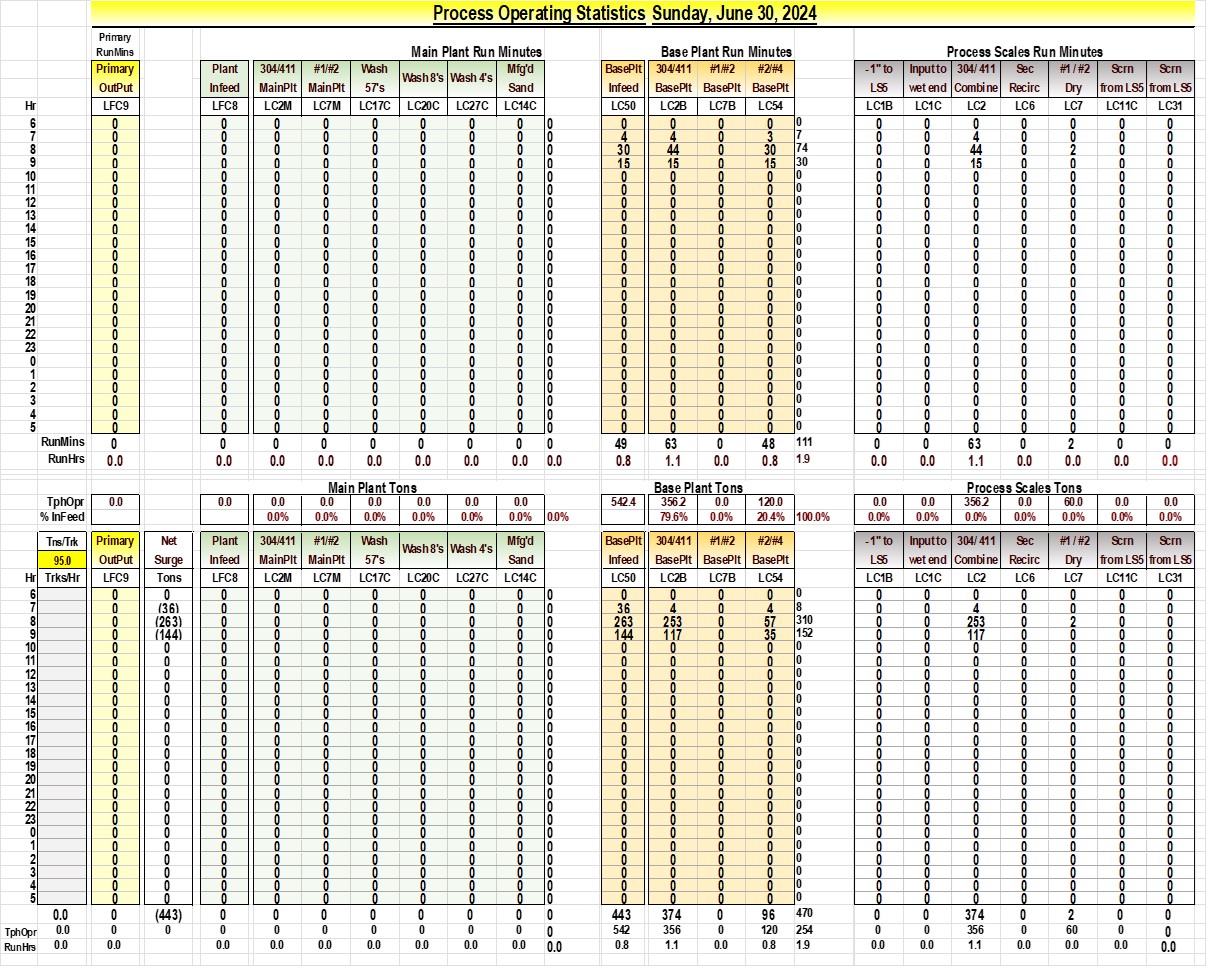 Process Operating Statistics Sunday, June 30, 2024
Primary
RunMins Main Plant Run Minutes Base Plant Run Minutes Process Scales Run Minutes
Primary Plant 304/411 #1/#2 Wash Wash 8's Wash 4's Mfg'd BasePlt 304/411 #1/#2 #2/#4 -1" to Input to 304/ 411 Sec #1 / #2 Scrn Scrn
OutPut Infeed MainPlt MainPlt 57's Sand Infeed BasePlt BasePlt BasePlt LS5 wet end Combine Recirc Dry from LS5 from LS5
Hr LFC9 LFC8 LC2M LC7M LC17C LC20C LC27C LC14C LC50 LC2B LC7B LC54 LC1B LC1C LC2 LC6 LC7 LC11C LC31
6 0 0 0 0 0 0 0 0 0 0 0 0 0 0 0 0 0 0 0 0 0
7 0 0 0 0 0 0 0 0 0 4 4 0 3 7 0 0 4 0 0 0 0
8 0 0 0 0 0 0 0 0 0 30 44 0 30 74 0 0 44 0 2 0 0
9 0 0 0 0 0 0 0 0 0 15 15 0 15 30 0 0 15 0 0 0 0
10 0 0 0 0 0 0 0 0 0 0 0 0 0 0 0 0 0 0 0 0 0
11 0 0 0 0 0 0 0 0 0 0 0 0 0 0 0 0 0 0 0 0 0
12 0 0 0 0 0 0 0 0 0 0 0 0 0 0 0 0 0 0 0 0 0
13 0 0 0 0 0 0 0 0 0 0 0 0 0 0 0 0 0 0 0 0 0
14 0 0 0 0 0 0 0 0 0 0 0 0 0 0 0 0 0 0 0 0 0
15 0 0 0 0 0 0 0 0 0 0 0 0 0 0 0 0 0 0 0 0 0
16 0 0 0 0 0 0 0 0 0 0 0 0 0 0 0 0 0 0 0 0 0
17 0 0 0 0 0 0 0 0 0 0 0 0 0 0 0 0 0 0 0 0 0
18 0 0 0 0 0 0 0 0 0 0 0 0 0 0 0 0 0 0 0 0 0
19 0 0 0 0 0 0 0 0 0 0 0 0 0 0 0 0 0 0 0 0 0
20 0 0 0 0 0 0 0 0 0 0 0 0 0 0 0 0 0 0 0 0 0
21 0 0 0 0 0 0 0 0 0 0 0 0 0 0 0 0 0 0 0 0 0
22 0 0 0 0 0 0 0 0 0 0 0 0 0 0 0 0 0 0 0 0 0
23 0 0 0 0 0 0 0 0 0 0 0 0 0 0 0 0 0 0 0 0 0
0 0 0 0 0 0 0 0 0 0 0 0 0 0 0 0 0 0 0 0 0 0
1 0 0 0 0 0 0 0 0 0 0 0 0 0 0 0 0 0 0 0 0 0
2 0 0 0 0 0 0 0 0 0 0 0 0 0 0 0 0 0 0 0 0 0
3 0 0 0 0 0 0 0 0 0 0 0 0 0 0 0 0 0 0 0 0 0
4 0 0 0 0 0 0 0 0 0 0 0 0 0 0 0 0 0 0 0 0 0
5 0 0 0 0 0 0 0 0 0 0 0 0 0 0 0 0 0 0 0 0 0
RunMins 0 0 0 0 0 0 0 0 0 49 63 0 48 111 0 0 63 0 2 0 0
RunHrs 0.0 0.0 0.0 0.0 0.0 0.0 0.0 0.0 0.0 0.8 1.1 0.0 0.8 1.9 0.0 0.0 1.1 0.0 0.0 0.0 0.0
Main Plant Tons Base Plant Tons Process Scales Tons
TphOpr 0.0 0.0 0.0 0.0 0.0 0.0 0.0 0.0 542.4 356.2 0.0 120.0 0.0 0.0 356.2 0.0 60.0 0.0 0.0
% InFeed 0.0% 0.0% 0.0% 0.0% 0.0% 0.0% 0.0% 79.6% 0.0% 20.4% 100.0% 0.0% 0.0% 0.0% 0.0% 0.0% 0.0% 0.0%
Tns/Trk Primary Net Plant 304/411 #1/#2 Wash Wash 8's Wash 4's Mfg'd BasePlt 304/411 #1/#2 #2/#4 -1" to Input to 304/ 411 Sec #1 / #2 Scrn Scrn
95.0 OutPut Surge Infeed MainPlt MainPlt 57's Sand Infeed BasePlt BasePlt BasePlt LS5 wet end Combine Recirc Dry from LS5 from LS5
Hr Trks/Hr LFC9 Tons LFC8 LC2M LC7M LC17C LC20C LC27C LC14C LC50 LC2B LC7B LC54 LC1B LC1C LC2 LC6 LC7 LC11C LC31
6 0 0 0 0 0 0 0 0 0 0 0 0 0 0 0 0 0 0 0 0 0 0
7 0 (36) 0 0 0 0 0 0 0 0 36 4 0 4 8 0 0 4 0 0 0 0
8 0 (263) 0 0 0 0 0 0 0 0 263 253 0 57 310 0 0 253 0 2 0 0
9 0 (144) 0 0 0 0 0 0 0 0 144 117 0 35 152 0 0 117 0 0 0 0
10 0 0 0 0 0 0 0 0 0 0 0 0 0 0 0 0 0 0 0 0 0 0
11 0 0 0 0 0 0 0 0 0 0 0 0 0 0 0 0 0 0 0 0 0 0
12 0 0 0 0 0 0 0 0 0 0 0 0 0 0 0 0 0 0 0 0 0 0
13 0 0 0 0 0 0 0 0 0 0 0 0 0 0 0 0 0 0 0 0 0 0
14 0 0 0 0 0 0 0 0 0 0 0 0 0 0 0 0 0 0 0 0 0 0
15 0 0 0 0 0 0 0 0 0 0 0 0 0 0 0 0 0 0 0 0 0 0
16 0 0 0 0 0 0 0 0 0 0 0 0 0 0 0 0 0 0 0 0 0 0
17 0 0 0 0 0 0 0 0 0 0 0 0 0 0 0 0 0 0 0 0 0 0
18 0 0 0 0 0 0 0 0 0 0 0 0 0 0 0 0 0 0 0 0 0 0
19 0 0 0 0 0 0 0 0 0 0 0 0 0 0 0 0 0 0 0 0 0 0
20 0 0 0 0 0 0 0 0 0 0 0 0 0 0 0 0 0 0 0 0 0 0
21 0 0 0 0 0 0 0 0 0 0 0 0 0 0 0 0 0 0 0 0 0 0
22 0 0 0 0 0 0 0 0 0 0 0 0 0 0 0 0 0 0 0 0 0 0
23 0 0 0 0 0 0 0 0 0 0 0 0 0 0 0 0 0 0 0 0 0 0
0 0 0 0 0 0 0 0 0 0 0 0 0 0 0 0 0 0 0 0 0 0 0
1 0 0 0 0 0 0 0 0 0 0 0 0 0 0 0 0 0 0 0 0 0 0
2 0 0 0 0 0 0 0 0 0 0 0 0 0 0 0 0 0 0 0 0 0 0
3 0 0 0 0 0 0 0 0 0 0 0 0 0 0 0 0 0 0 0 0 0 0
4 0 0 0 0 0 0 0 0 0 0 0 0 0 0 0 0 0 0 0 0 0 0
5 0 0 0 0 0 0 0 0 0 0 0 0 0 0 0 0 0 0 0 0 0 0
0.0 0 (443) 0 0 0 0 0 0 0 0 443 374 0 96 470 0 0 374 0 2 0 0
TphOpr 0.0 0 0 0 0 0 0 0 0 0 0 542 356 0 120 254 0 0 356 0 60 0 0
RunHrs 0.0 0.0 0.0 0.0 0.0 0.0 0.0 0.0 0.0 0.0 0.8 1.1 0.0 0.8 1.9 0.0 0.0 1.1 0.0 0.0 0.0 0.0